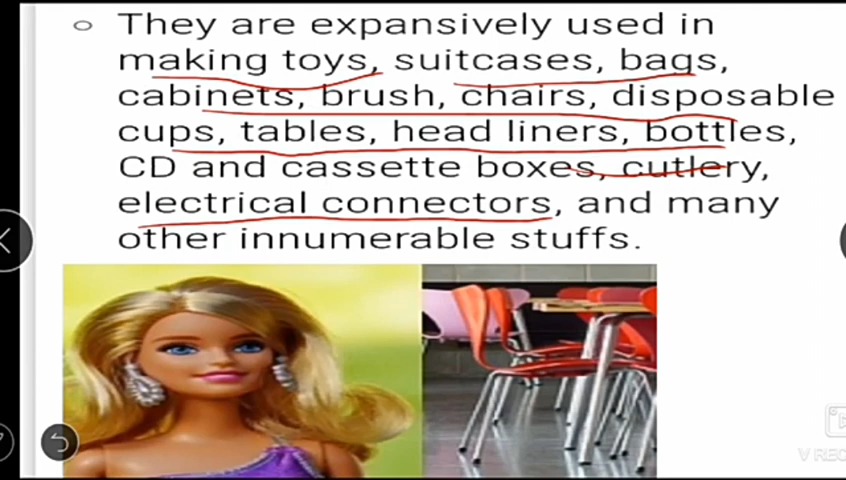 They are expansively used in
making toys, suitcases, bags,
cabinets, brush, chairs, disposable
cups, tables, head liners, bottles,
CD and cassette boxes, cutlery,
electrical connectors, and many
other innumerable stuffs.
V REC